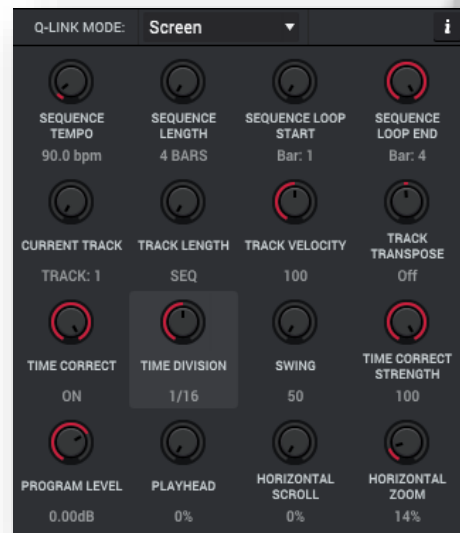 Q-LINK MODE: Screen i
SEQUENCE TEMPO
90.0 bpm
SEQUENCE LENGTH
4 BARS
SEQUENCE LOOP START
Bar: 1
SEQUENCE LOOP END
Bar: 4
CURRENT TRACK
TRACK: 1
TRACK LENGTH
SEQ
TRACK VELOCITY
100
TRACK TRANSPOSE
Off
TIME CORRECT
ON
TIME DIVISION
1/16
SWING
50
TIME CORRECT STRENGTH
100
PROGRAM LEVEL
0.00dB
PLAYHEAD
0%
HORIZONTAL SCROLL
0%
HORIZONTAL ZOOM
14%